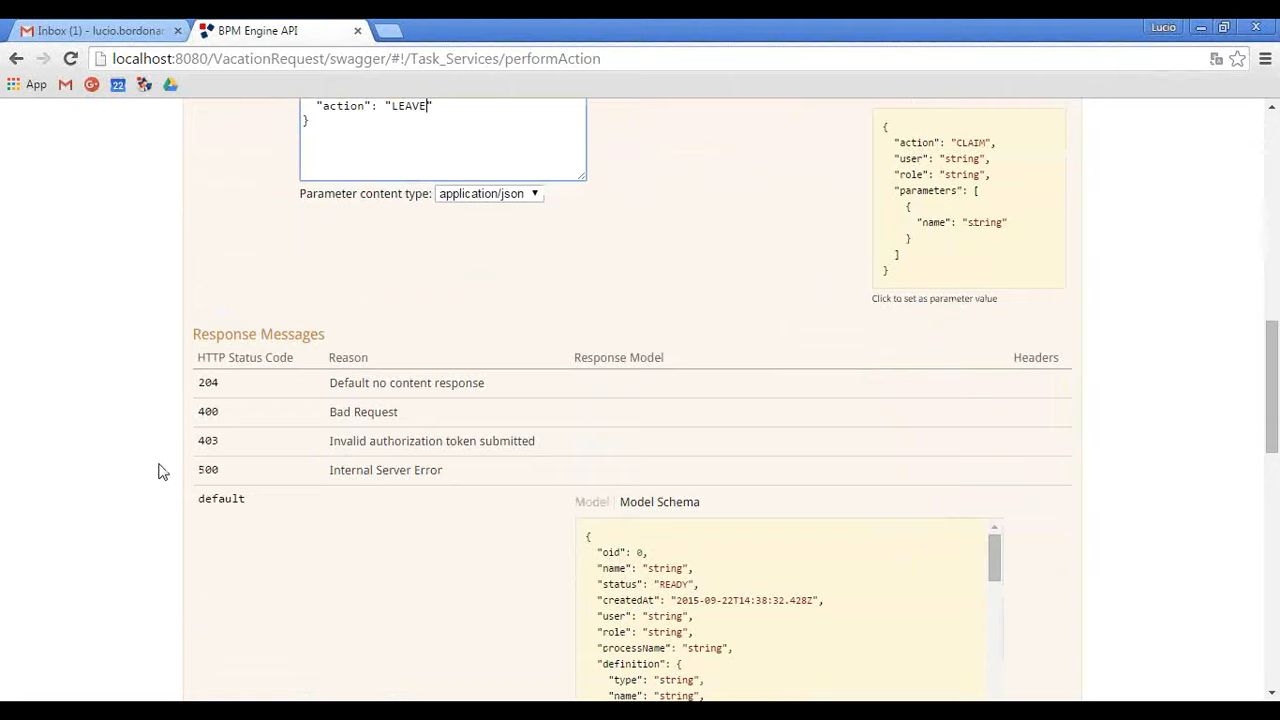 Inbox (1) - lucio.bordonar
BPM Engine API
Lucio
localhost:8080/VacationRequest/swagger/#!/Task_Services/performAction
App
22
"action": "LEAVE"
}
Parameter content type: application/json
{
"action": "CLAIM",
"user": "string",
"role": "string",
"parameters": [
{
"name": "string"
}
]
}
Click to set as parameter value
Response Messages
HTTP Status Code Reason Response Model Headers
204 Default no content response
400 Bad Request
403 Invalid authorization token submitted
500 Internal Server Error
default Model Model Schema
{
"oid": 0,
"name": "string",
"status": "READY",
"createdAt": "2015-09-22T14:38:32.428Z",
"user": "string",
"role": "string",
"processName": "string",
"definition": {
"type": "string",
"name": "string",